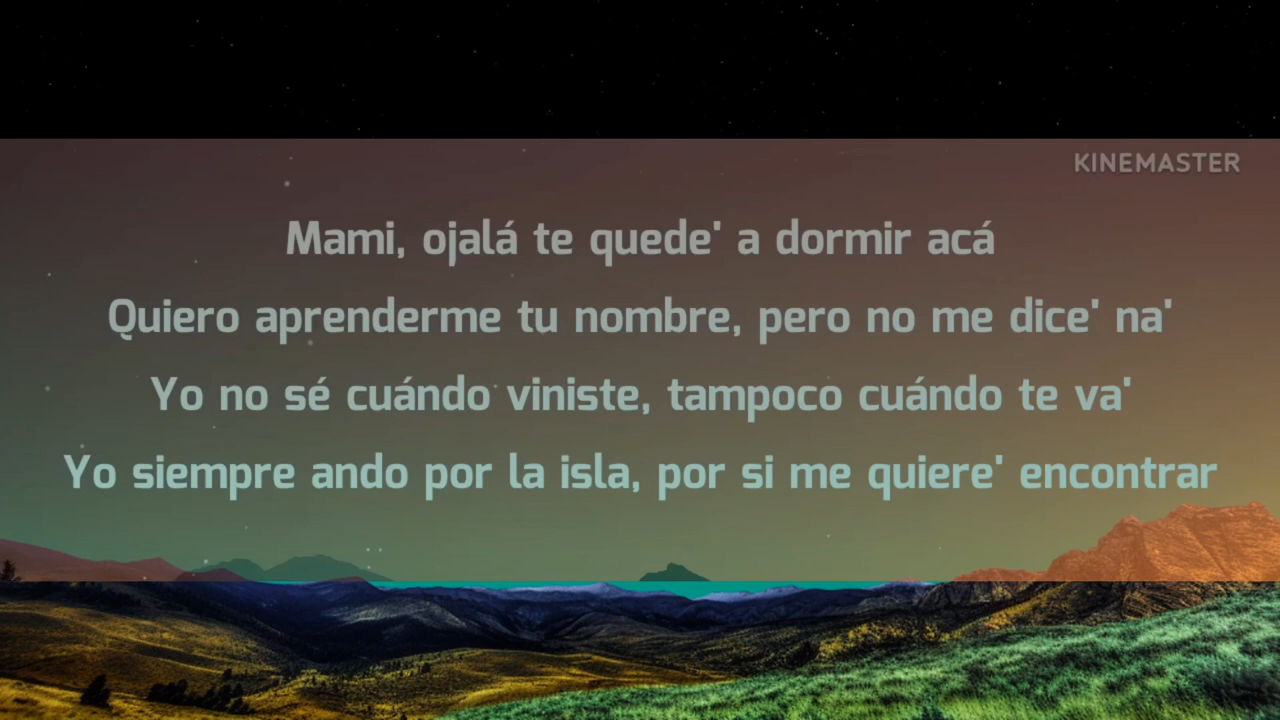 KINEMASTER
Mami, ojalá te quede' a dormir acá
Quiero aprenderme tu nombre, pero no me dice' na'
Yo no sé cuándo viniste, tampoco cuándo te va'
Yo siempre ando por la isla, por si me quiere' encontrar